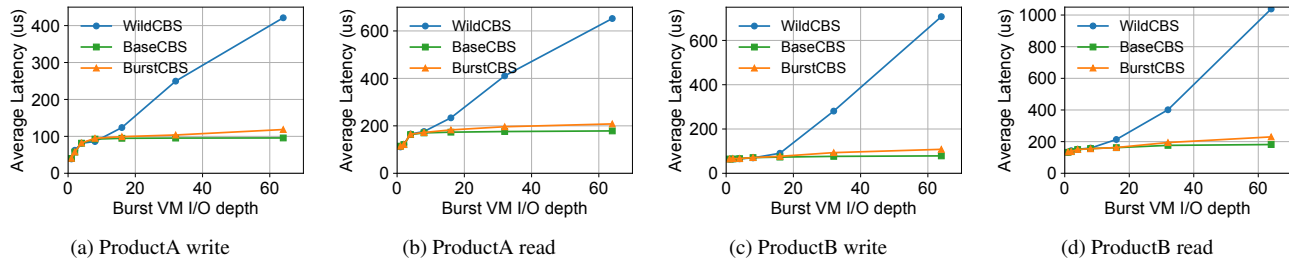 Average Latency (us)
400
300
200
100
0
WildCBS
BaseCBS
BurstCBS
0 20 40 60
Burst VM I/O depth
(a) ProductA write
Average Latency (us)
600
400
200
0
WildCBS
BaseCBS
BurstCBS
0 20 40 60
Burst VM I/O depth
(b) ProductA read
Average Latency (us)
600
400
200
0
WildCBS
BaseCBS
BurstCBS
0 20 40 60
Burst VM I/O depth
(c) ProductB write
Average Latency (us)
1000
800
600
400
200
0
WildCBS
BaseCBS
BurstCBS
0 20 40 60
Burst VM I/O depth
(d) ProductB read